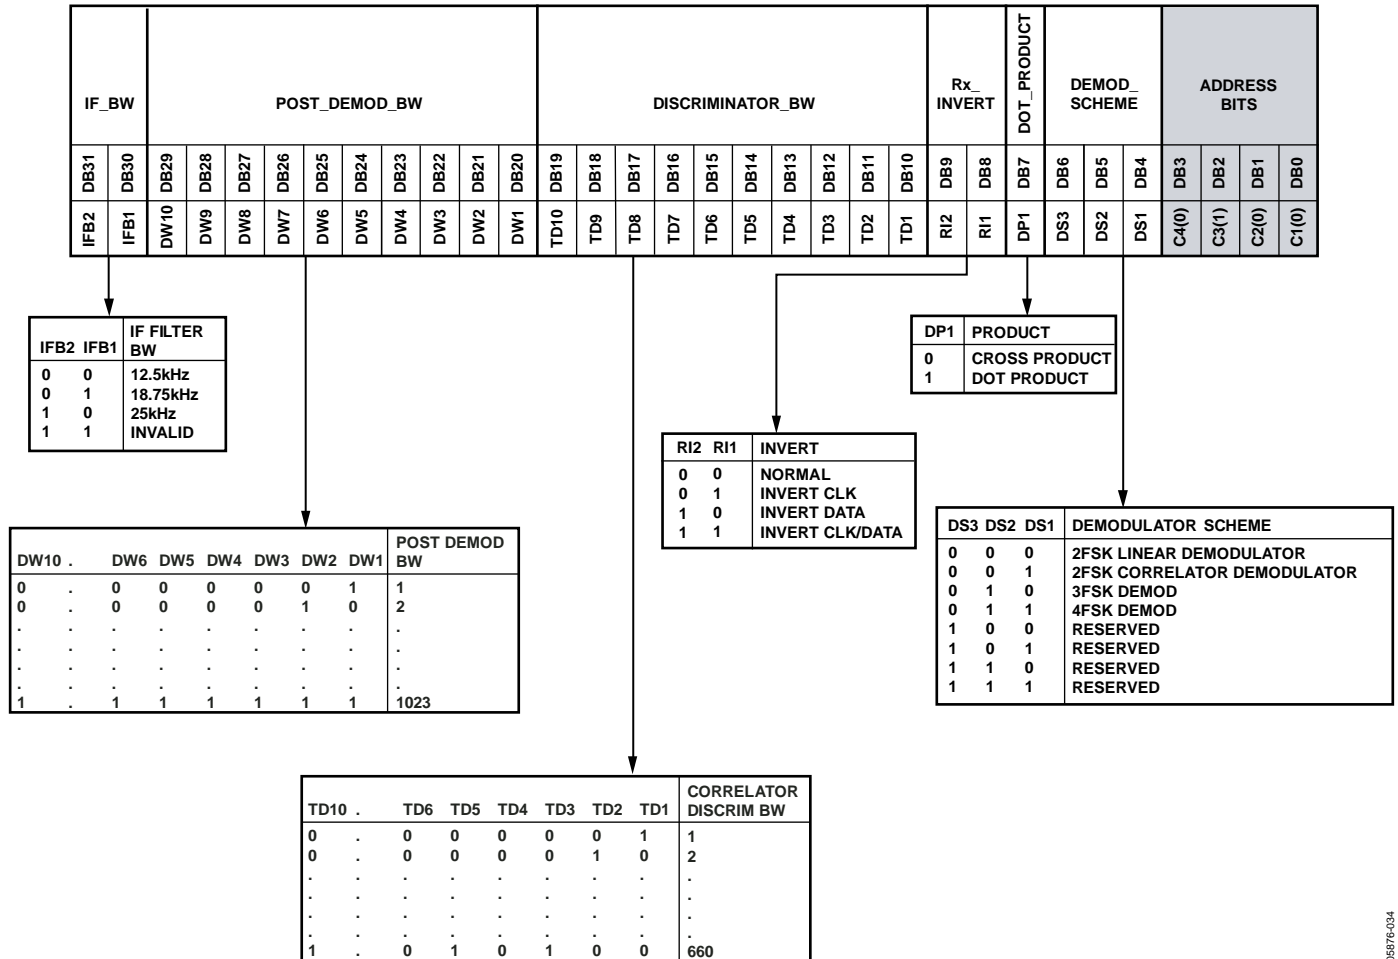 IF_BW POST_DEMOD_BW DISCRIMINATOR_BW Rx_ INVERT DOT_PRODUCT DEMOD_ SCHEME ADDRESS BITS
DB31 DB30 DB29 DB28 DB27 DB26 DB25 DB24 DB23 DB22 DB21 DB20 DB19 DB18 DB17 DB16 DB15 DB14 DB13 DB12 DB11 DB10 DB9 DB8 DB7 DB6 DB5 DB4 DB3 DB2 DB1 DB0
IFB2 IFB1 DW10 DW9 DW8 DW7 DW6 DW5 DW4 DW3 DW2 DW1 TD10 TD9 TD8 TD7 TD6 TD5 TD4 TD3 TD2 TD1 RI2 RI1 DP1 DS3 DS2 DS1 C4(0) C3(1) C2(0) C1(0)
IFB2 IFB1 IF FILTER BW
0 0 12.5kHz
0 1 18.75kHz
1 0 25kHz
1 1 INVALID
DP1 PRODUCT
0 CROSS PRODUCT
1 DOT PRODUCT
RI2 RI1 INVERT
0 0 NORMAL
0 1 INVERT CLK
1 0 INVERT DATA
1 1 INVERT CLK/DATA
DS3 DS2 DS1 DEMODULATOR SCHEME
0 0 0 2FSK LINEAR DEMODULATOR
0 0 1 2FSK CORRELATOR DEMODULATOR
0 1 0 3FSK DEMOD
0 1 1 4FSK DEMOD
1 0 0 RESERVED
1 0 1 RESERVED
1 1 0 RESERVED
1 1 1 RESERVED
DW10 . DW6 DW5 DW4 DW3 DW2 DW1 POST DEMOD BW
0 . 0 0 0 0 0 1 1
0 . 0 0 0 0 1 0 2
. . . . . . . . .
. . . . . . . . .
. . . . . . . . .
. . . . . . . . .
1 . 1 1 1 1 1 1 1023
TD10 . TD6 TD5 TD4 TD3 TD2 TD1 CORRELATOR DISCRIM BW
0 . 0 0 0 0 0 1 1
0 . 0 0 0 0 1 0 2
. . . . . . . . .
. . . . . . . . .
. . . . . . . . .
. . . . . . . . .
1 . 0 1 0 1 0 0 660
05876-034